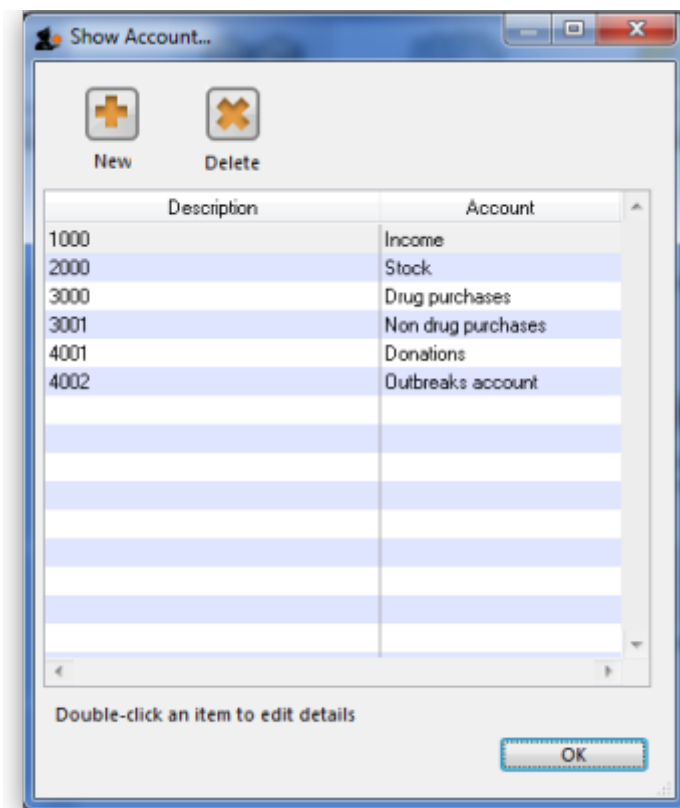 Show Account...
New Delete
Description Account
1000 Income
2000 Stock
3000 Drug purchases
3001 Non drug purchases
4001 Donations
4002 Outbreaks account
Double-click an item to edit details
OK